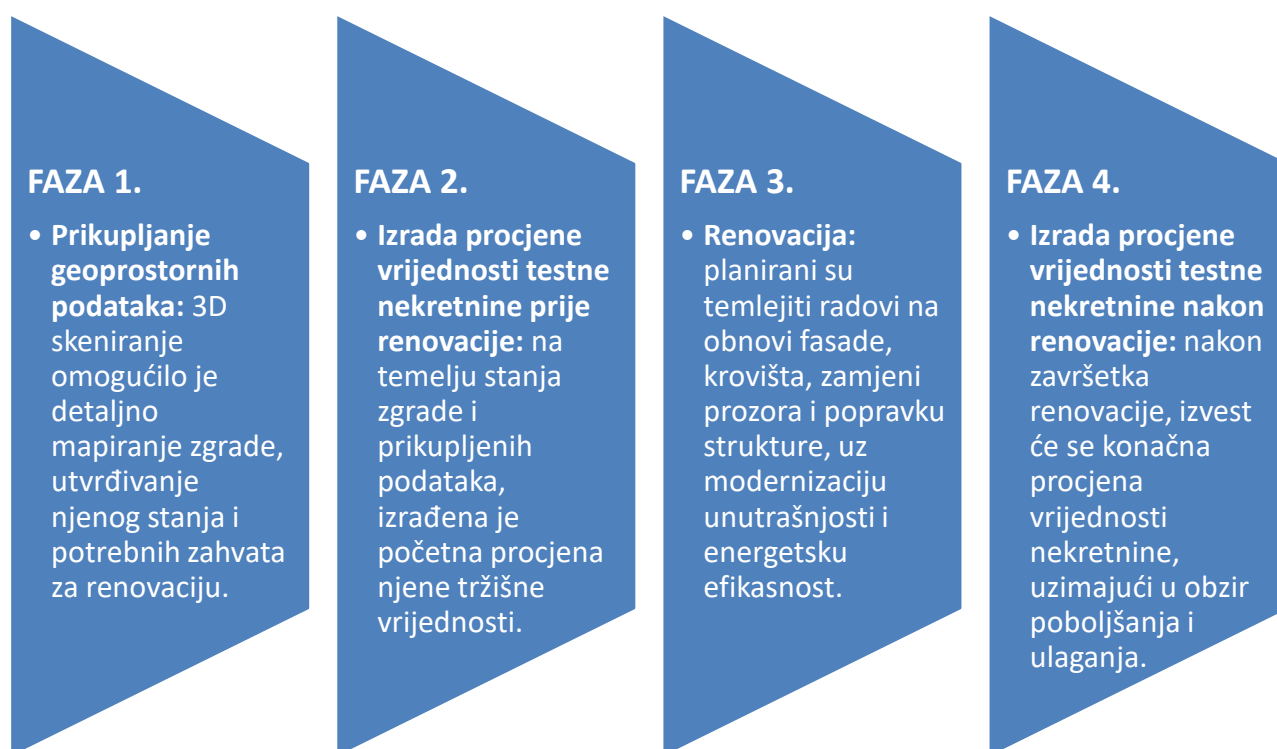 FAZA 1.
• Prikupljanje
geoprostornih
podataka: 3D
skeniranje
omogućilo je
detaljno
mapiranje zgrade,
utvrđivanje
njenog stanja i
potrebnih zahvata
za renovaciju.
FAZA 2.
• Izrada procjene
vrijednosti testne
nekretnine prije
renovacije: na
temelju stanja
zgrade i
prikupljenih
podataka,
izrađena je
početna procjena
njene tržišne
vrijednosti.
FAZA 3.
• Renovacija:
planirani su
temlejiti radovi na
obnovi fasade,
krovišta, zamjeni
prozora i popravku
strukture, uz
modernizaciju
unutrašnjosti i
energetsku
efikasnost.
FAZA 4.
• Izrada procjene
vrijednosti testne
nekretnine nakon
renovacije: nakon
završetka
renovacije, izvest
će se konačna
procjena
vrijednosti
nekretnine,
uzimajući u obzir
poboljšanja i
ulaganja.